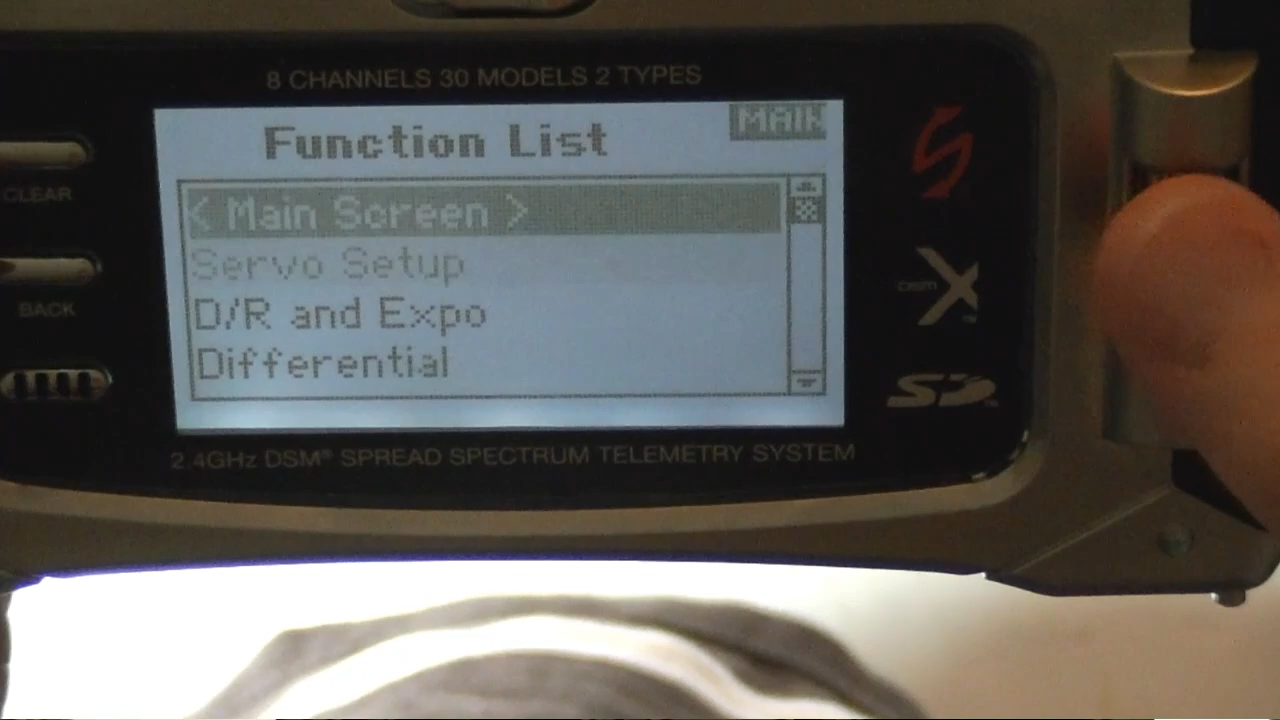 8 CHANNELS 30 MODELS 2 TYPES
Function List
MAIN
< Main Screen >
Servo Setup
D/R and Expo
Differential
CLEAR
BACK
DSM X
SD
2.4GHz DSM® SPREAD SPECTRUM TELEMETRY SYSTEM